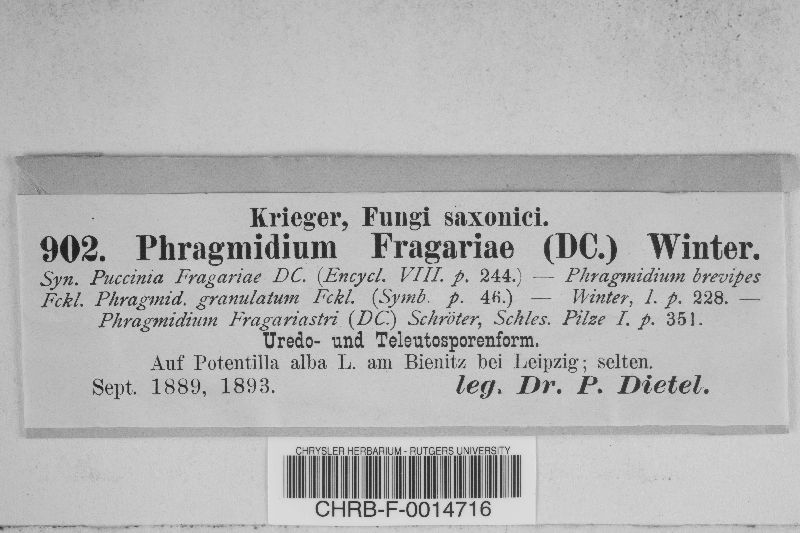 Krieger, Fungi saxonici.
902. Phragmidium Fragariae (DC.) Winter.
Syn. Puccinia Fragariae DC. (Encycl. VIII. p. 244.) — Phragmidium brevipes
Fckl. Phragmid. granulatum Fckl. (Symb. p. 46.) — Winter, l. p. 228. —
Phragmidium Fragariastri (DC.) Schröter, Schles. Pilze I. p. 351.
Uredo- und Teleutosporenform.
Auf Potentilla alba L. am Bienitz bei Leipzig; selten.
Sept. 1889, 1893. leg. Dr. P. Dietel.
CHRYSLER HERBARIUM - RUTGERS UNIVERSITY
CHRB-F-0014716